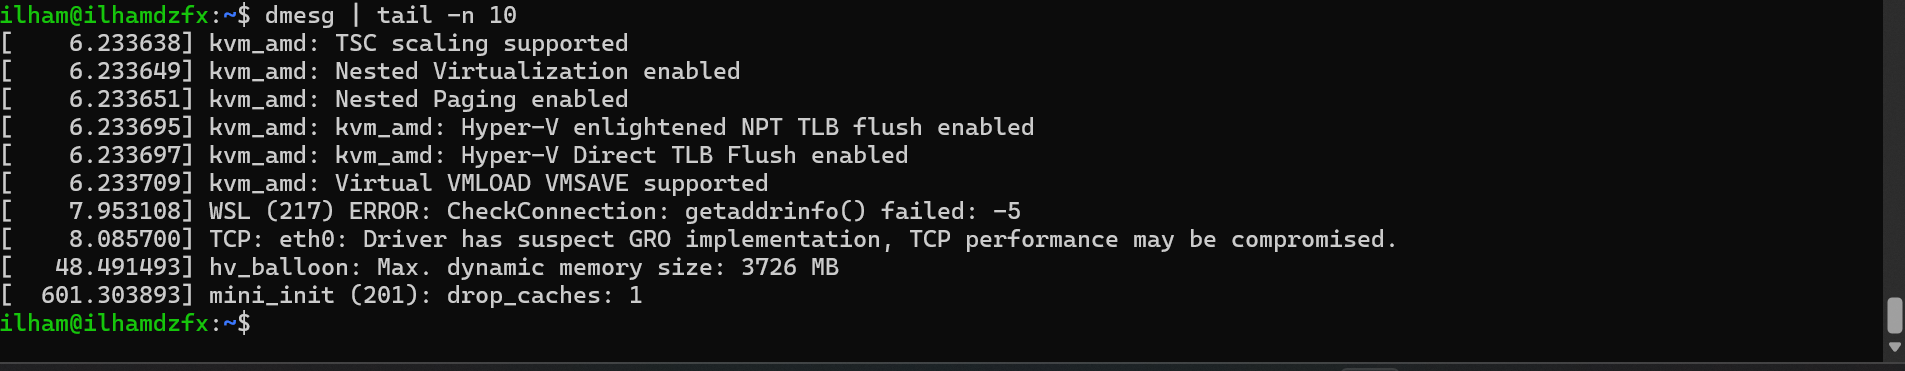 ilham@ilhamdzfx:~$ dmesg | tail -n 10
[    6.233638] kvm_amd: TSC scaling supported
[    6.233649] kvm_amd: Nested Virtualization enabled
[    6.233651] kvm_amd: Nested Paging enabled
[    6.233695] kvm_amd: kvm_amd: Hyper-V enlightened NPT TLB flush enabled
[    6.233697] kvm_amd: kvm_amd: Hyper-V Direct TLB Flush enabled
[    6.233709] kvm_amd: Virtual VMLOAD VMSAVE supported
[    7.953108] WSL (217) ERROR: CheckConnection: getaddrinfo() failed: -5
[    8.085700] TCP: eth0: Driver has suspect GRO implementation, TCP performance may be compromised.
[   48.491493] hv_balloon: Max. dynamic memory size: 3726 MB
[  601.303893] mini_init (201): drop_caches: 1
ilham@ilhamdzfx:~$